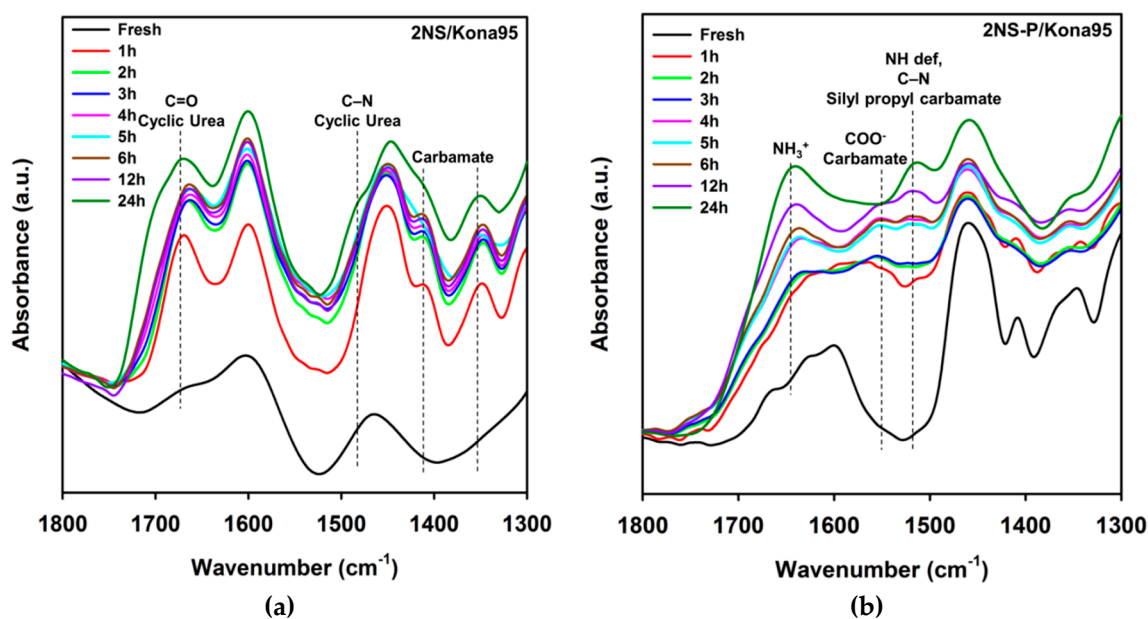 2NS/Kona95
Fresh
1h
2h
3h
4h
5h
6h
12h
24h
C=O
Cyclic Urea
C–N
Cyclic Urea
Carbamate
Absorbance (a.u.)
1800
1700
1600
1500
1400
1300
Wavenumber (cm⁻¹)
(a)
2NS-P/Kona95
Fresh
1h
2h
3h
4h
5h
6h
12h
24h
NH def,
C–N
Silyl propyl carbamate
NH₃⁺
COO⁻
Carbamate
Absorbance (a.u.)
1800
1700
1600
1500
1400
1300
Wavenumber (cm⁻¹)
(b)